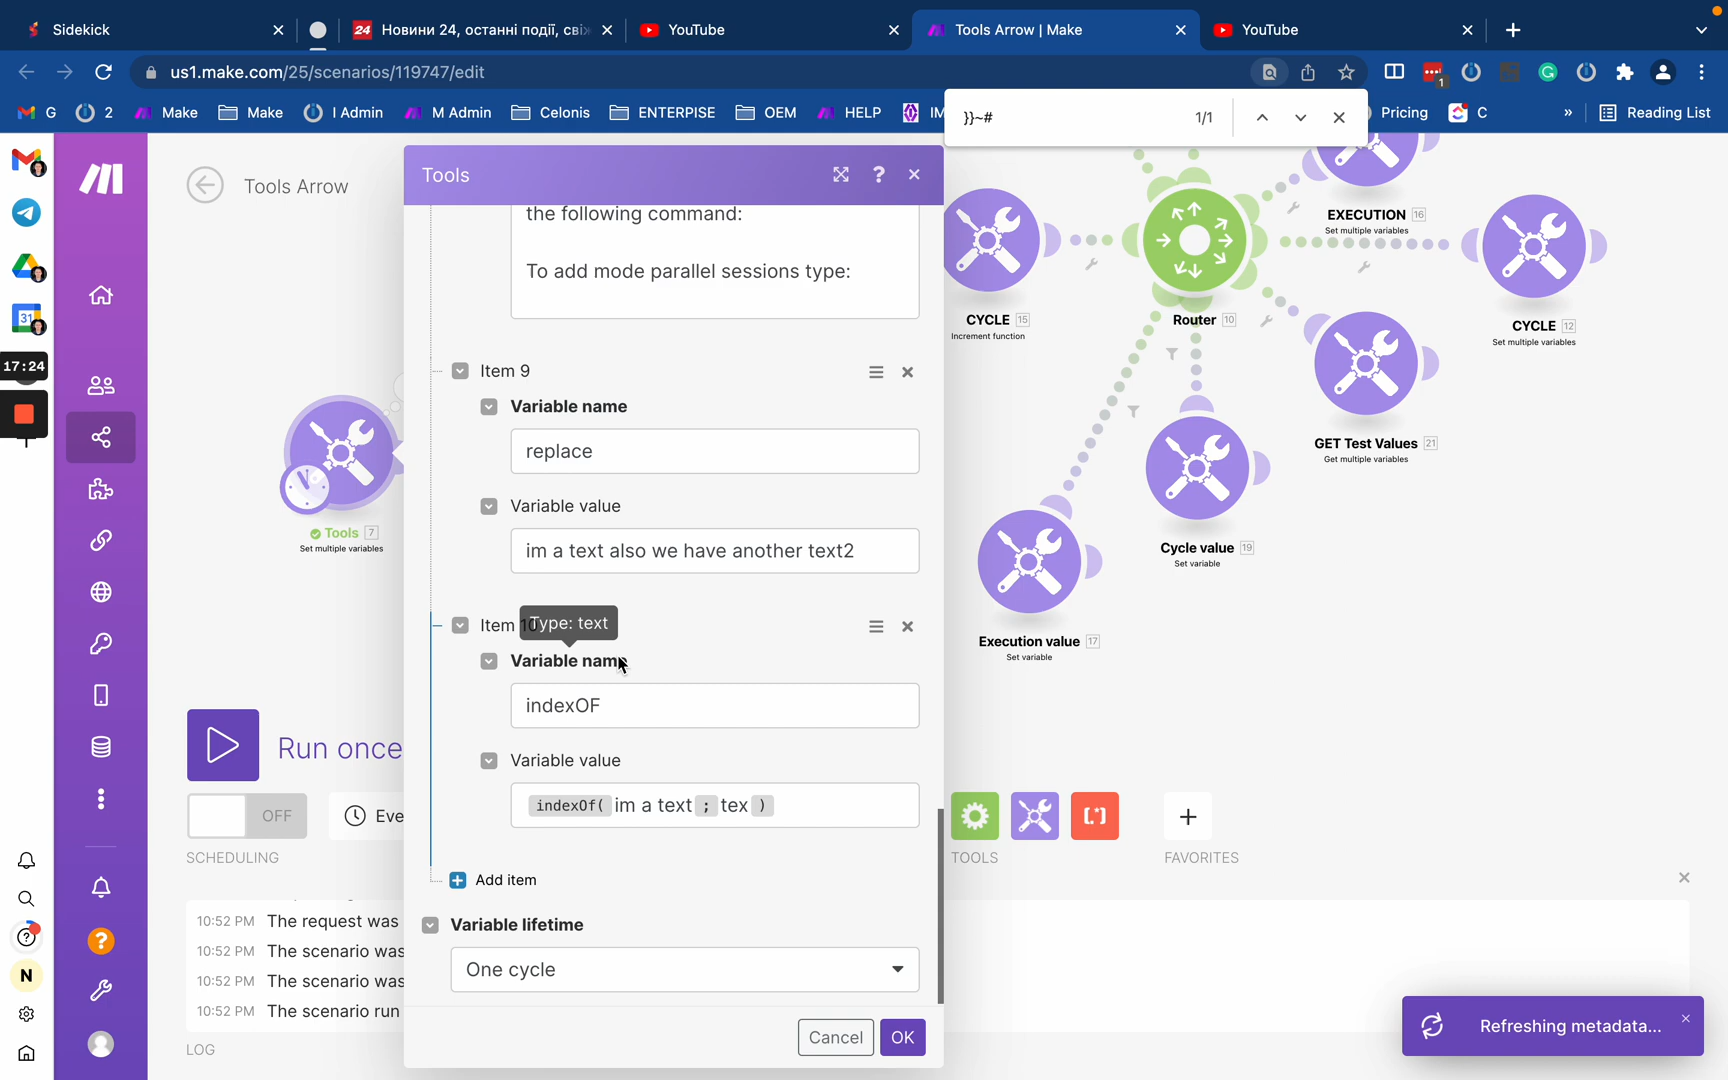 Sidekick
24 Новини 24, останні події, сві
YouTube
Tools Arrow | Make
YouTube
us1.make.com/25/scenarios/119747/edit
1
G
2
Make
Make
I Admin
M Admin
Celonis
ENTERPISE
OEM
HELP
IM
Pricing
C
»
Reading List
}}~#
1/1
31
17:24
N
Tools Arrow
Tools
?
the following command:
To add mode parallel sessions type:
Item 9
Variable name
replace
Variable value
im a text also we have another text2
Item 10
Type: text
Variable name
indexOF
Variable value
indexOf( im a text ; tex )
Add item
Variable lifetime
One cycle
Cancel
OK
Tools 7
Set multiple variables
Run once
OFF
Eve
SCHEDULING
10:52 PM The request was
10:52 PM The scenario was
10:52 PM The scenario was
10:52 PM The scenario run
LOG
CYCLE 15
Increment function
Router 10
EXECUTION 16
Set multiple variables
CYCLE 12
Set multiple variables
GET Test Values 21
Get multiple variables
Cycle value 19
Set variable
Execution value 17
Set variable
[.*]
TOOLS
FAVORITES
Refreshing metadata...